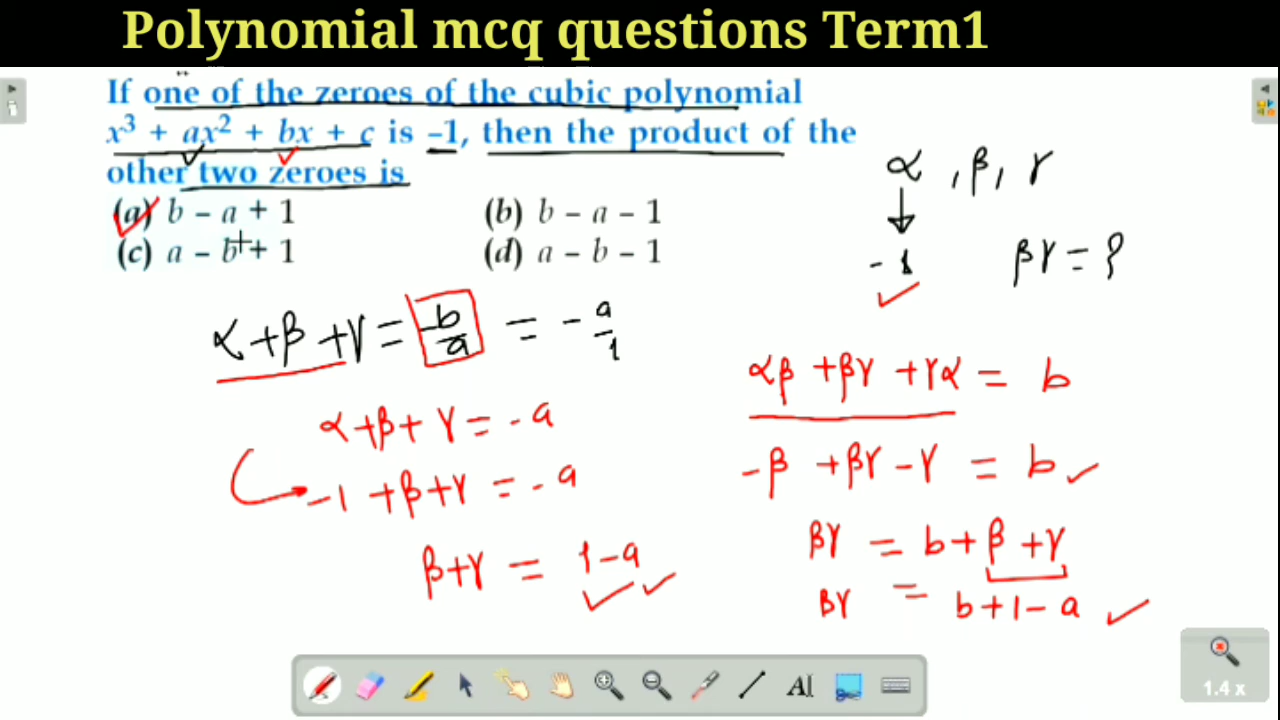 Polynomial mcq questions Term1
If one of the zeroes of the cubic polynomial
x³ + ax² + bx + c is –1, then the product of the
other two zeroes is
(a) b – a + 1 (b) b – a – 1
(c) a – b + 1 (d) a – b – 1
α , β, γ
- 1
βγ = ?
α+β+γ = -b/a = - a/1
α+β+γ = -a
-1 +β+γ = -a
β+γ = 1-a
αβ +βγ +γα = b
-β +βγ -γ = b
βγ = b+β+γ
βγ = b+1-a
AI
1.4 x